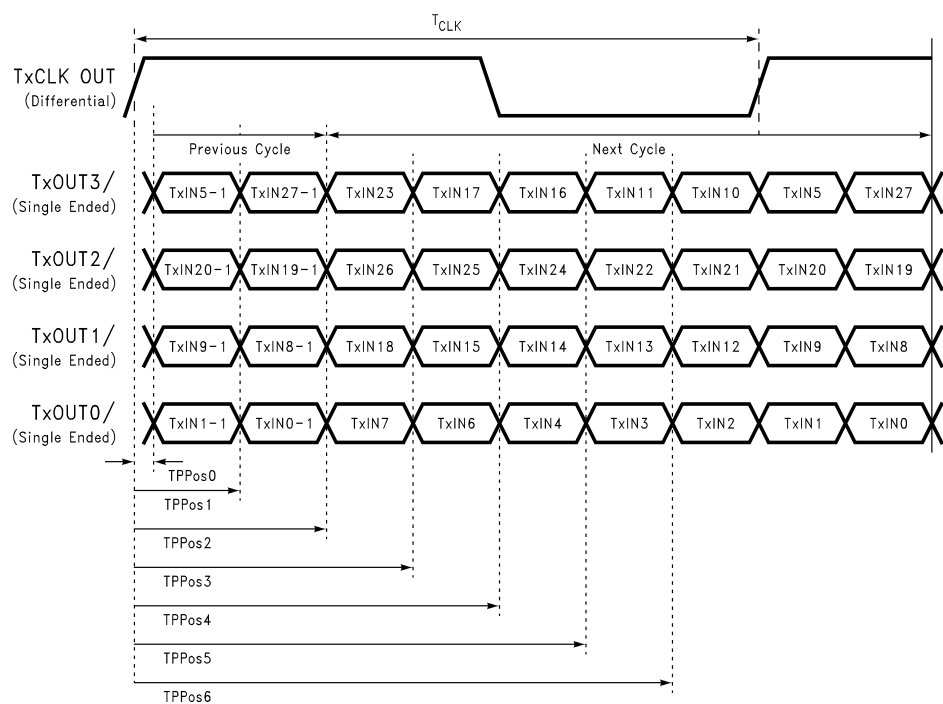 TCLK
TxCLK OUT
(Differential)
Previous Cycle Next Cycle
TxOUT3/
(Single Ended)
TxIN5-1 TxIN27-1 TxIN23 TxIN17 TxIN16 TxIN11 TxIN10 TxIN5 TxIN27
TxOUT2/
(Single Ended)
TxIN20-1 TxIN19-1 TxIN26 TxIN25 TxIN24 TxIN22 TxIN21 TxIN20 TxIN19
TxOUT1/
(Single Ended)
TxIN9-1 TxIN8-1 TxIN18 TxIN15 TxIN14 TxIN13 TxIN12 TxIN9 TxIN8
TxOUT0/
(Single Ended)
TxIN1-1 TxIN0-1 TxIN7 TxIN6 TxIN4 TxIN3 TxIN2 TxIN1 TxIN0
TPPos0
TPPos1
TPPos2
TPPos3
TPPos4
TPPos5
TPPos6